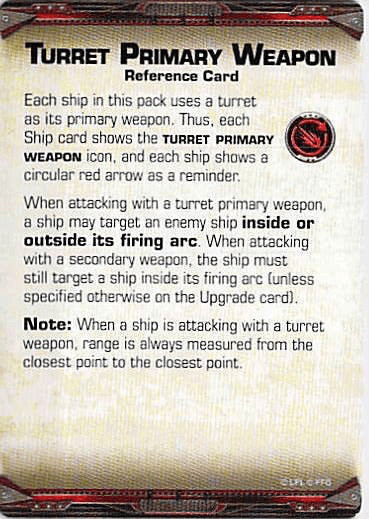 Turret Primary Weapon
Reference Card
Each ship in this pack uses a turret
as its primary weapon. Thus, each
Ship card shows the TURRET PRIMARY
WEAPON icon, and each ship shows a
circular red arrow as a reminder.
When attacking with a turret primary weapon,
a ship may target an enemy ship inside or
outside its firing arc. When attacking
with a secondary weapon, the ship must
still target a ship inside its firing arc (unless
specified otherwise on the Upgrade card).
Note: When a ship is attacking with a turret
weapon, range is always measured from the
closest point to the closest point.
© LFL © FFG